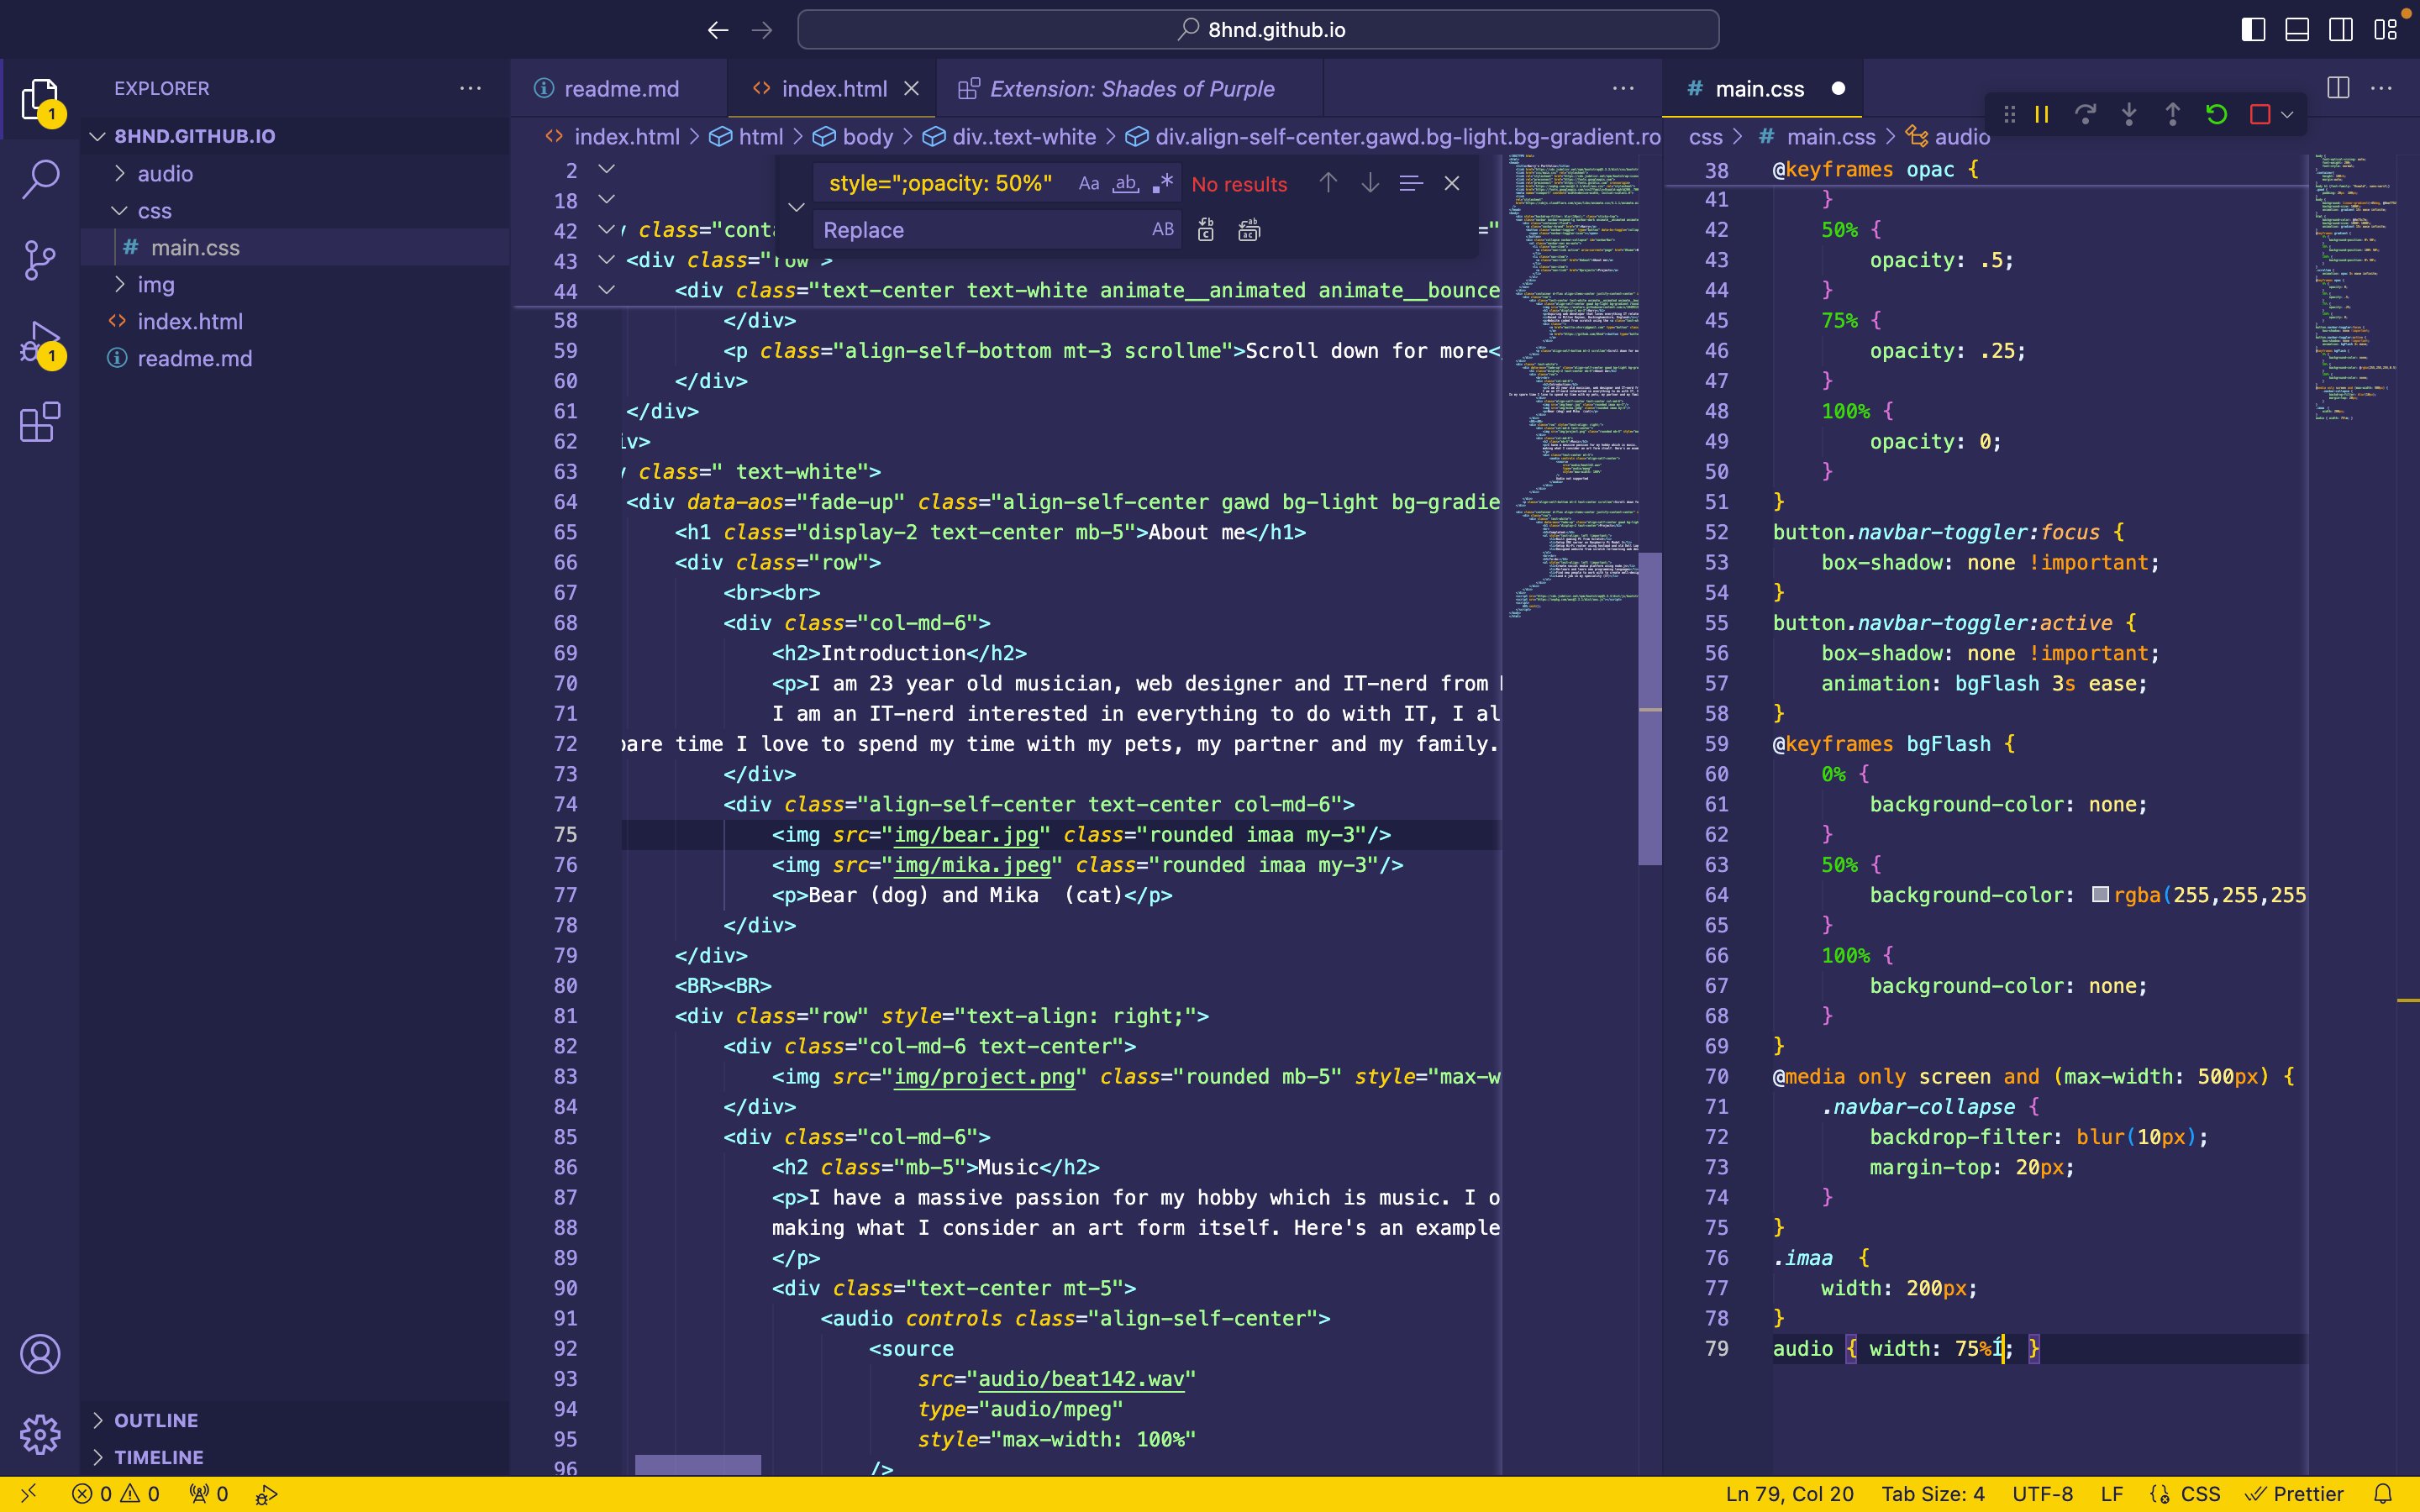 8hnd.github.io
EXPLORER
readme.md
index.html
Extension: Shades of Purple
main.css
1
8HND.GITHUB.IO
audio
css
main.css
img
index.html
readme.md
1
OUTLINE
TIMELINE
index.html > html > body > div..text-white > div.align-self-center.gawd.bg-light.bg-gradient.ro
style=";opacity: 50%"
Aa
ab
No results
Replace
AB
2
18
42 class="conta
43 <div class="row">
44 <div class="text-center text-white animate__animated animate__bounce
58 </div>
59 <p class="align-self-bottom mt-3 scrollme">Scroll down for more<
60 </div>
61 </div>
62 iv>
63 class=" text-white">
64 <div data-aos="fade-up" class="align-self-center gawd bg-light bg-gradie
65 <h1 class="display-2 text-center mb-5">About me</h1>
66 <div class="row">
67 <br><br>
68 <div class="col-md-6">
69 <h2>Introduction</h2>
70 <p>I am 23 year old musician, web designer and IT-nerd from
71 I am an IT-nerd interested in everything to do with IT, I al
72 pare time I love to spend my time with my pets, my partner and my family.
73 </div>
74 <div class="align-self-center text-center col-md-6">
75 <img src="img/bear.jpg" class="rounded imaa my-3"/>
76 <img src="img/mika.jpeg" class="rounded imaa my-3"/>
77 <p>Bear (dog) and Mika  (cat)</p>
78 </div>
79 </div>
80 <BR><BR>
81 <div class="row" style="text-align: right;">
82 <div class="col-md-6 text-center">
83 <img src="img/project.png" class="rounded mb-5" style="max-w
84 </div>
85 <div class="col-md-6">
86 <h2 class="mb-5">Music</h2>
87 <p>I have a massive passion for my hobby which is music. I o
88 making what I consider an art form itself. Here's an example
89 </p>
90 <div class="text-center mt-5">
91 <audio controls class="align-self-center">
92 <source
93 src="audio/beat142.wav"
94 type="audio/mpeg"
95 style="max-width: 100%"
96 />
css > # main.css > audio
38 @keyframes opac {
41 }
42 50% {
43 opacity: .5;
44 }
45 75% {
46 opacity: .25;
47 }
48 100% {
49 opacity: 0;
50 }
51 }
52 button.navbar-toggler:focus {
53 box-shadow: none !important;
54 }
55 button.navbar-toggler:active {
56 box-shadow: none !important;
57 animation: bgFlash 3s ease;
58 }
59 @keyframes bgFlash {
60 0% {
61 background-color: none;
62 }
63 50% {
64 background-color: rgba(255,255,255
65 }
66 100% {
67 background-color: none;
68 }
69 }
70 @media only screen and (max-width: 500px) {
71 .navbar-collapse {
72 backdrop-filter: blur(10px);
73 margin-top: 20px;
74 }
75 }
76 .imaa  {
77 width: 200px;
78 }
79 audio { width: 75%; }
0 0 0
Ln 79, Col 20
Tab Size: 4
UTF-8
LF
CSS
Prettier